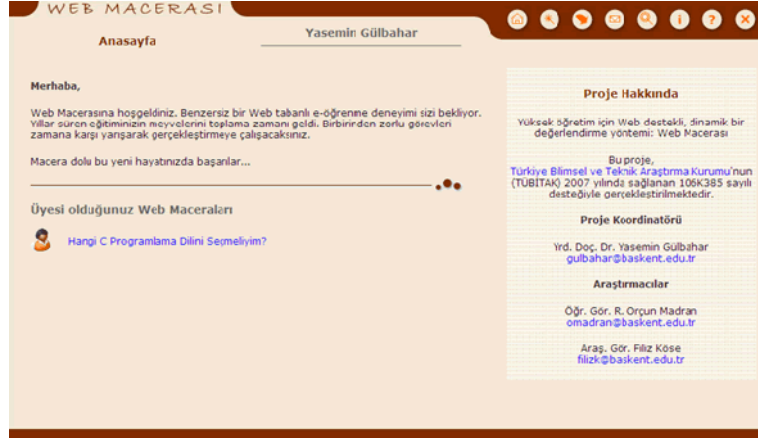 WEB MACERASI
Anasayfa
Yasemin Gülbahar
Merhaba,
Web Macerasına hoşgeldiniz. Benzersiz bir Web tabanlı e-öğrenme deneyimi sizi bekliyor.
Yıllar süren eğitiminizin meyvelerini toplama zamanı geldi. Birbirinden zorlu görevleri
zamana karşı yarışarak gerçekleştirmeye çalışacaksınız.
Macera dolu bu yeni hayatınızda başarılar...
Üyesi olduğunuz Web Maceraları
Hangi C Programlama Dilini Seçmeliyim?
Proje Hakkında
Yüksek öğretim için Web destekli, dinamik bir
değerlendirme yöntemi: Web Macerası
Bu proje,
Türkiye Bilimsel ve Teknik Araştırma Kurumu'nun
(TÜBİTAK) 2007 yılında sağlanan 106K385 sayılı
desteğiyle gerçekleştirilmektedir.
Proje Koordinatörü
Yrd. Doç. Dr. Yasemin Gülbahar
gulbahar@baskent.edu.tr
Araştırmacılar
Öğr. Gör. R. Orçun Madran
omadran@baskent.edu.tr
Araş. Gör. Filiz Köse
filizk@baskent.edu.tr